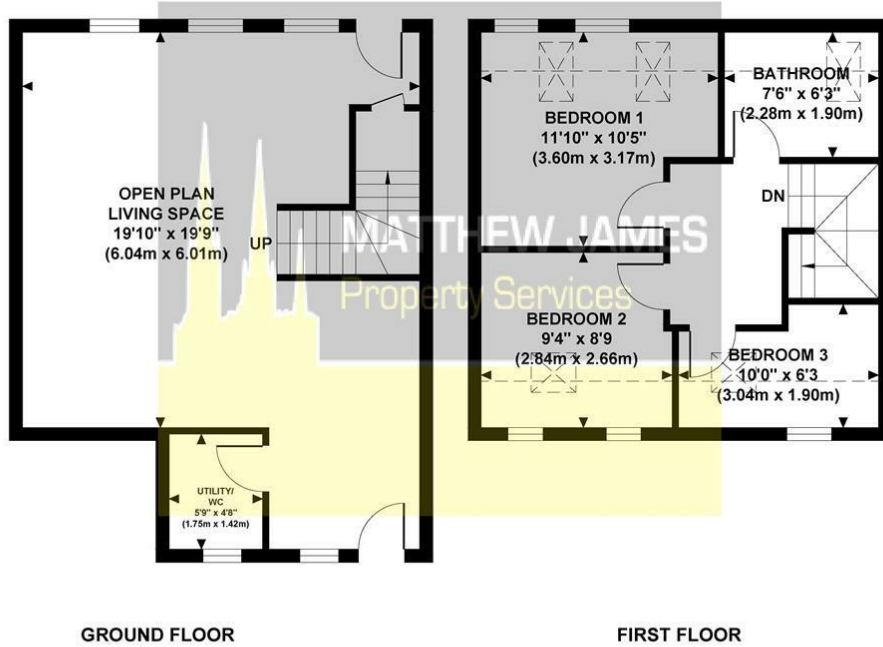 OPEN PLAN
LIVING SPACE
19'10" x 19'9"
(6.04m x 6.01m)
UP
UTILITY/
WC
5'9" x 4'8"
(1.75m x 1.42m)
BEDROOM 1
11'10" x 10'5"
(3.60m x 3.17m)
BATHROOM
7'6" x 6'3"
(2.28m x 1.90m)
DN
MATTHEW JAMES
Property Services
BEDROOM 2
9'4" x 8'9
(2.84m x 2.66m)
BEDROOM 3
10'0" x 6'3
(3.04m x 1.90m)
GROUND FLOOR
FIRST FLOOR